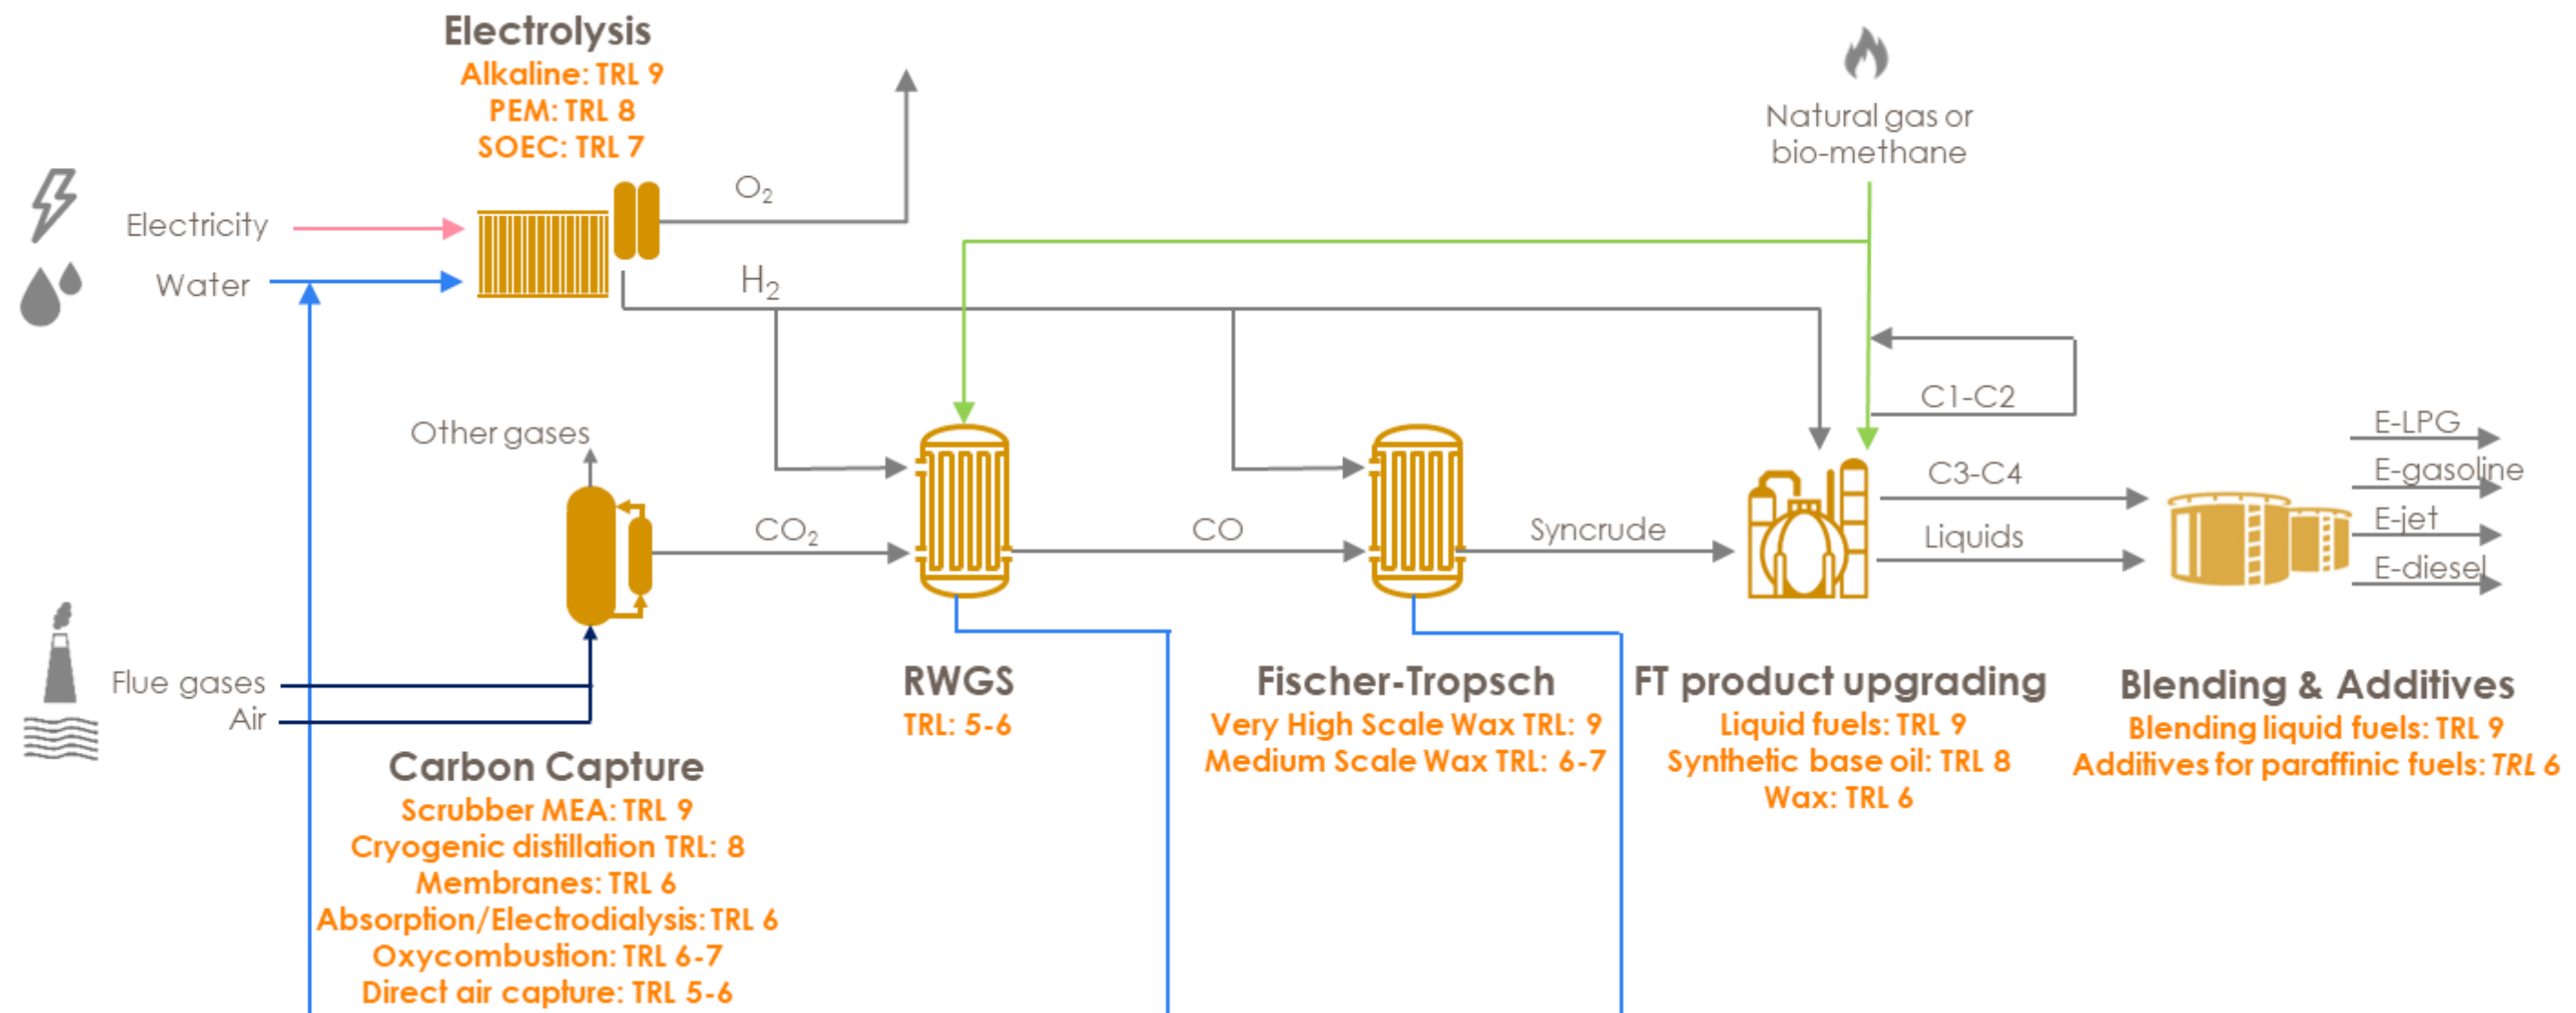 Electrolysis
Alkaline: TRL 9
PEM: TRL 8
SOEC: TRL 7
Natural gas or
bio-methane
O₂
Electricity
Water
H₂
C1-C2
Other gases
E-LPG
E-gasoline
E-jet
E-diesel
CO₂
CO
Syncrude
C3-C4
Liquids
Flue gases
Air
RWGS
TRL: 5-6
Fischer-Tropsch
Very High Scale Wax TRL: 9
Medium Scale Wax TRL: 6-7
FT product upgrading
Liquid fuels: TRL 9
Synthetic base oil: TRL 8
Wax: TRL 6
Blending & Additives
Blending liquid fuels: TRL 9
Additives for paraffinic fuels: TRL 6
Carbon Capture
Scrubber MEA: TRL 9
Cryogenic distillation TRL: 8
Membranes: TRL 6
Absorption/Electrodialysis: TRL 6
Oxycombustion: TRL 6-7
Direct air capture: TRL 5-6